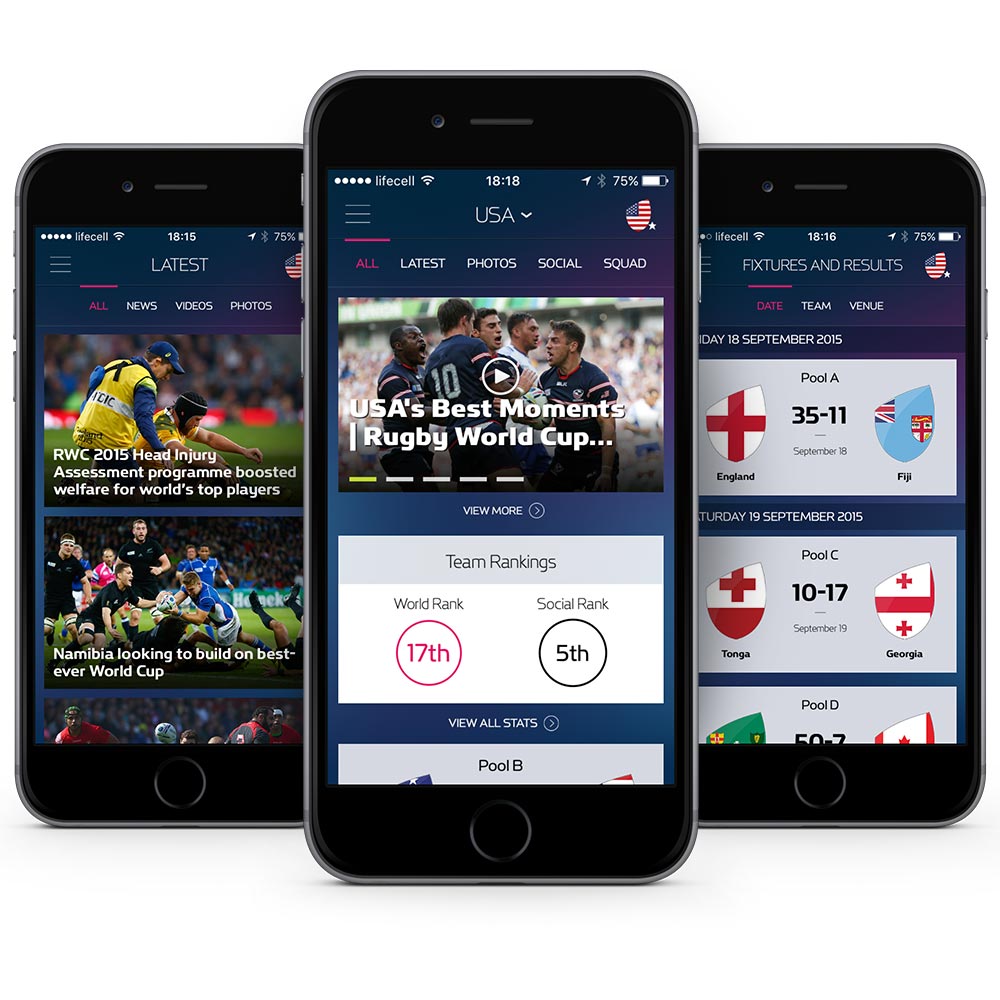 lifecell 18:15 75%
LATEST
ALL NEWS VIDEOS PHOTOS
RWC 2015 Head Injury
Assessment programme boosted
welfare for world's top players
Namibia looking to build on best-
ever World Cup
lifecell 18:18 75%
USA
ALL LATEST PHOTOS SOCIAL SQUAD
10
USA's Best Moments
| Rugby World Cup...
VIEW MORE
Team Rankings
World Rank Social Rank
17th 5th
VIEW ALL STATS
Pool B
lifecell 18:16 75%
FIXTURES AND RESULTS
DATE TEAM VENUE
18 SEPTEMBER 2015
Pool A
35-11
September 18
England Fiji
19 SEPTEMBER 2015
Pool C
10-17
September 19
Tonga Georgia
Pool D
50-7